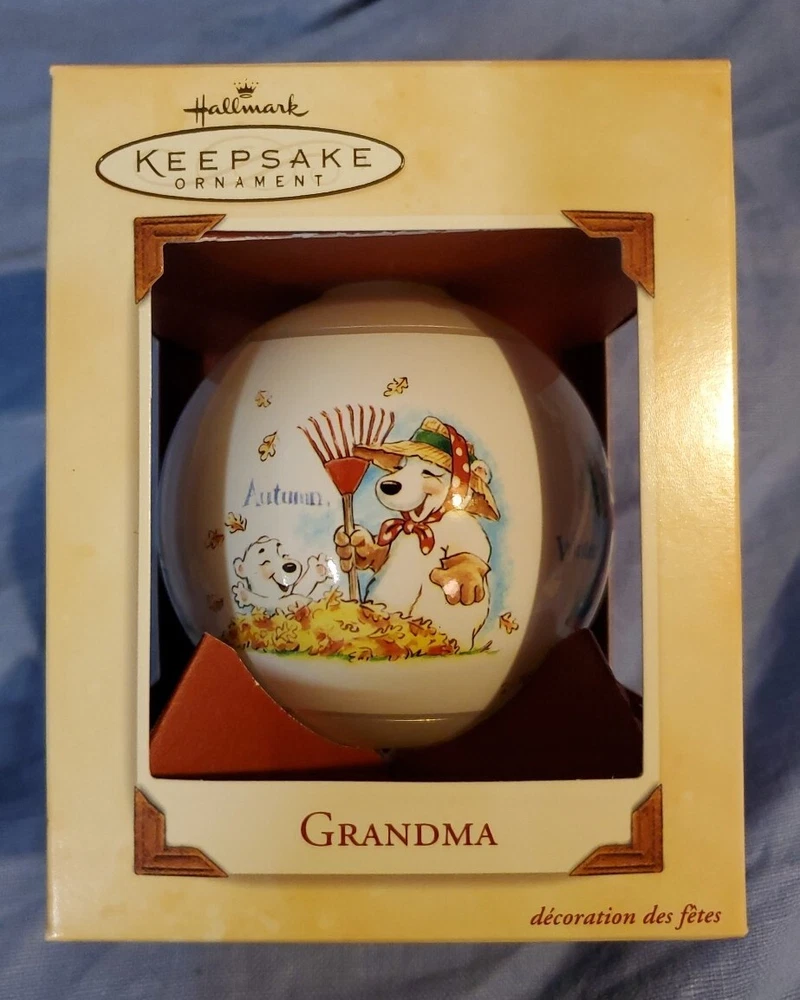 Hallmark
KEEPSAKE
ORNAMENT
Autumn,
GRANDMA
décoration des fêtes